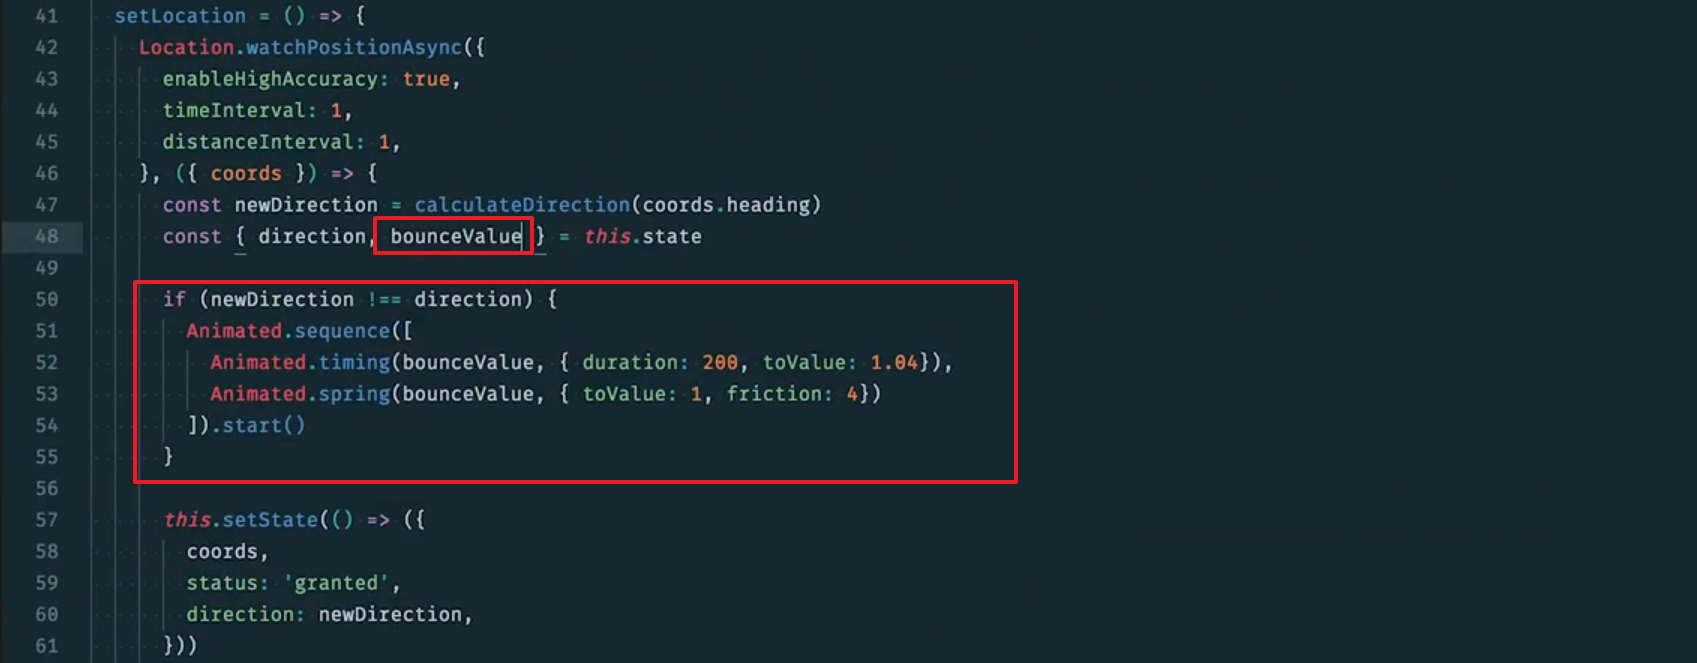 41 setLocation = () => {
42 Location.watchPositionAsync({
43 enableHighAccuracy: true,
44 timeInterval: 1,
45 distanceInterval: 1,
46 }, ({ coords }) => {
47 const newDirection = calculateDirection(coords.heading)
48 const { direction, bounceValue } = this.state
49
50 if (newDirection !== direction) {
51 Animated.sequence([
52 Animated.timing(bounceValue, { duration: 200, toValue: 1.04}),
53 Animated.spring(bounceValue, { toValue: 1, friction: 4})
54 ]).start()
55 }
56
57 this.setState(() => ({
58 coords,
59 status: 'granted',
60 direction: newDirection,
61 }))